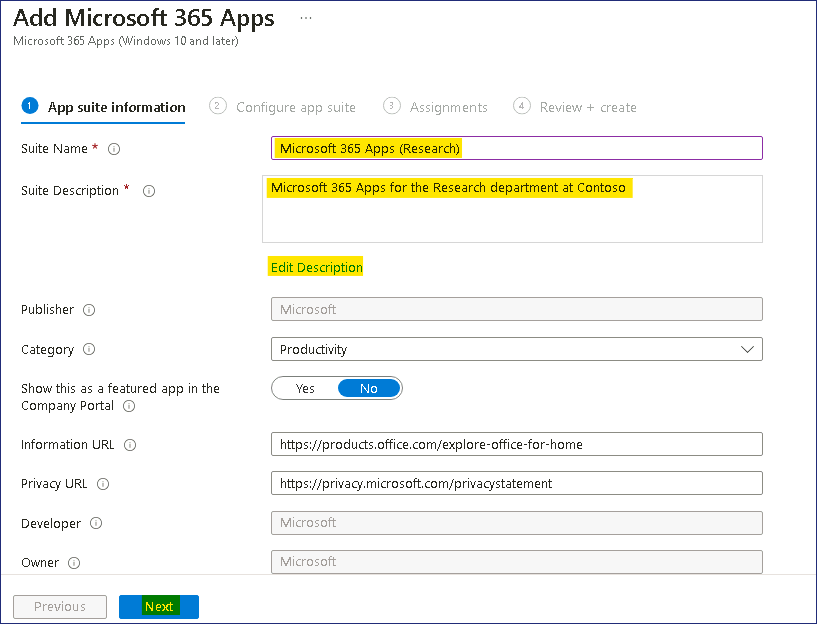 Add Microsoft 365 Apps ...
Microsoft 365 Apps (Windows 10 and later)
1 App suite information 2 Configure app suite 3 Assignments 4 Review + create
Suite Name * Microsoft 365 Apps (Research)
Suite Description * Microsoft 365 Apps for the Research department at Contoso
Edit Description
Publisher Microsoft
Category Productivity
Show this as a featured app in the Yes No
Company Portal
Information URL https://products.office.com/explore-office-for-home
Privacy URL https://privacy.microsoft.com/privacystatement
Developer Microsoft
Owner Microsoft
Previous Next